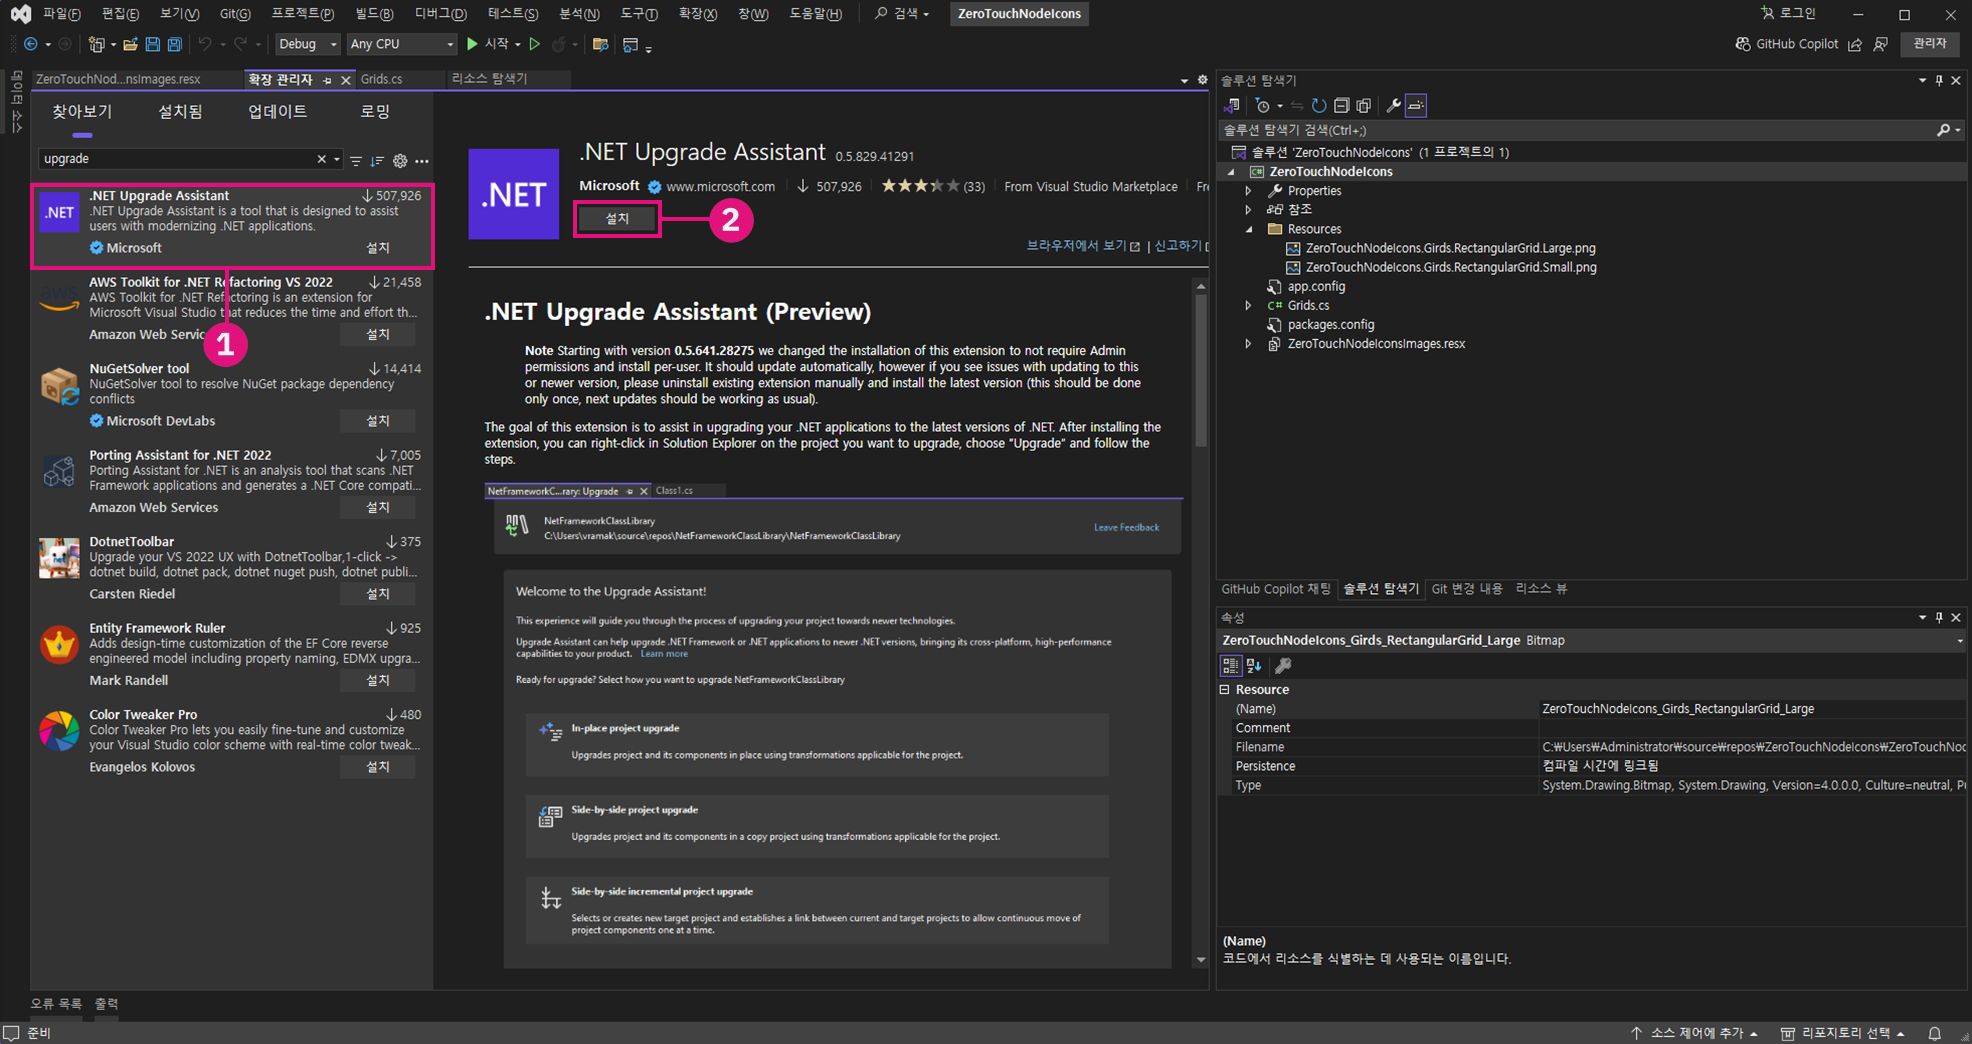 파일(F) 편집(E) 보기(V) Git(G) 프로젝트(P) 빌드(B) 디버그(D) 테스트(S) 분석(N) 도구(T) 확장(X) 창(W) 도움말(H) 검색 ZeroTouchNodeIcons 로그인
Debug Any CPU 시작 GitHub Copilot 관리자
데이터 소스
ZeroTouchNod...nsImages.resx 확장 관리자 Grids.cs 리소스 탐색기
찾아보기 설치됨 업데이트 로밍
upgrade
.NET
.NET Upgrade Assistant 507,926
.NET Upgrade Assistant is a tool that is designed to assist
users with modernizing .NET applications.
Microsoft 설치
aws
AWS Toolkit for .NET Refactoring VS 2022 21,458
AWS Toolkit for .NET Refactoring is an extension for
Microsoft Visual Studio that reduces the time and effort th...
Amazon Web Servic 설치
1
NuGetSolver tool 14,414
NuGetSolver tool to resolve NuGet package dependency
conflicts
Microsoft DevLabs 설치
Porting Assistant for .NET 2022 7,005
Porting Assistant for .NET is an analysis tool that scans .NET
Framework applications and generates a .NET Core compati...
Amazon Web Services 설치
DotnetToolbar 375
Upgrade your VS 2022 UX with DotnetToolbar,1-click ->
dotnet build, dotnet pack, dotnet nuget push, dotnet publi...
Carsten Riedel 설치
Entity Framework Ruler 925
Adds design-time customization of the EF Core reverse
engineered model including property naming, EDMX upgra...
Mark Randell 설치
Color Tweaker Pro 480
Color Tweaker Pro lets you easily fine-tune and customize
your Visual Studio color scheme with real-time color tweak...
Evangelos Kolovos 설치
.NET
.NET Upgrade Assistant 0.5.829.41291
Microsoft www.microsoft.com 507,926 (33) From Visual Studio Marketplace Fre
설치
2
브라우저에서 보기 | 신고하기
.NET Upgrade Assistant (Preview)
Note Starting with version 0.5.641.28275 we changed the installation of this extension to not require Admin
permissions and install per-user. It should update automatically, however if you see issues with updating to this
or newer version, please uninstall existing extension manually and install the latest version (this should be done
only once, next updates should be working as usual).
The goal of this extension is to assist in upgrading your .NET applications to the latest versions of .NET. After installing the
extension, you can right-click in Solution Explorer on the project you want to upgrade, choose "Upgrade" and follow the
steps.
NetFrameworkC...rary: Upgrade Class1.cs
NetFrameworkClassLibrary
C:\Users\vramak\source\repos\NetFrameworkClassLibrary\NetFrameworkClassLibrary
Leave Feedback
Welcome to the Upgrade Assistant!
This experience will guide you through the process of upgrading your project towards newer technologies.
Upgrade Assistant can help upgrade .NET Framework or .NET applications to newer .NET versions, bringing its cross-platform, high-performance
capabilities to your product. Learn more
Ready for upgrade? Select how you want to upgrade NetFrameworkClassLibrary
In-place project upgrade
Upgrades project and its components in place using transformations applicable for the project.
Side-by-side project upgrade
Upgrades project and its components in a copy project using transformations applicable for the project.
Side-by-side incremental project upgrade
Selects or creates new target project and establishes a link between current and target projects to allow continuous move of
project components one at a time.
솔루션 탐색기
솔루션 탐색기 검색(Ctrl+;)
솔루션 'ZeroTouchNodeIcons' (1 프로젝트의 1)
C# ZeroTouchNodeIcons
Properties
참조
Resources
ZeroTouchNodeIcons.Girds.RectangularGrid.Large.png
ZeroTouchNodeIcons.Girds.RectangularGrid.Small.png
app.config
C# Grids.cs
packages.config
ZeroTouchNodeIconsImages.resx
GitHub Copilot 채팅 솔루션 탐색기 Git 변경 내용 리소스 뷰
속성
ZeroTouchNodeIcons_Girds_RectangularGrid_Large Bitmap
Resource
(Name) ZeroTouchNodeIcons_Girds_RectangularGrid_Large
Comment
Filename C:₩Users₩Administrator₩source₩repos₩ZeroTouchNodeIcons₩ZeroTouchNod
Persistence 컴파일 시간에 링크됨
Type System.Drawing.Bitmap, System.Drawing, Version=4.0.0.0, Culture=neutral, Pu
(Name)
코드에서 리소스를 식별하는 데 사용되는 이름입니다.
오류 목록 출력
준비 소스 제어에 추가 리포지토리 선택